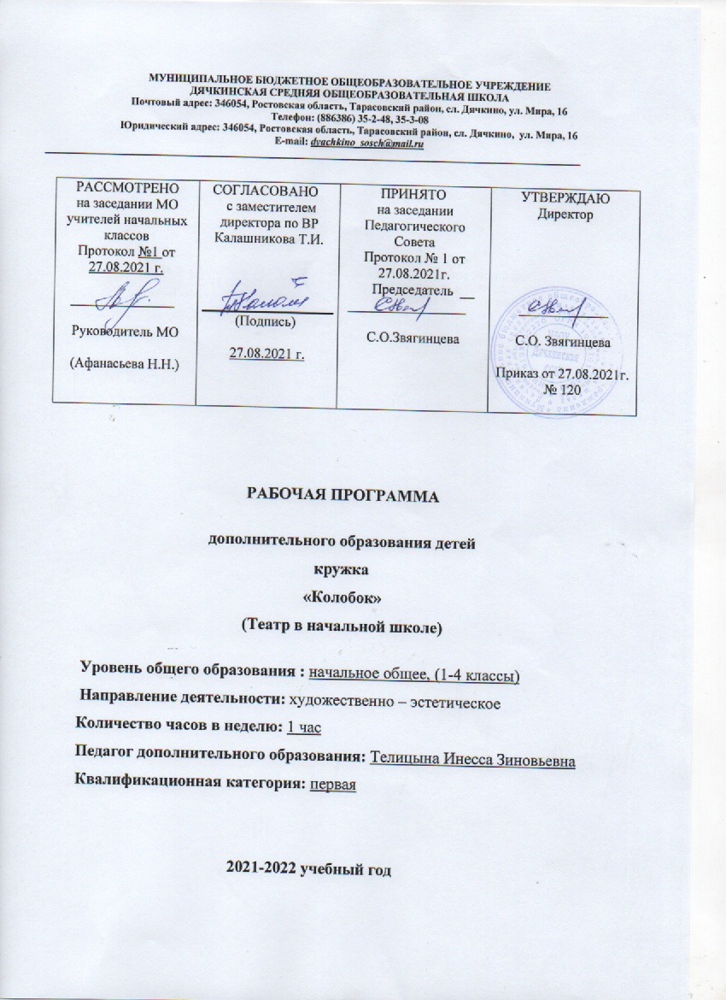 МУНИЦИПАЛЬНОЕ БЮДЖЕТНОЕ ОБЩЕОБРАЗОВАТЕЛЬНОЕ УЧРЕЖДЕНИЕ
ДЯЧКИНСКАЯ СРЕДНЯЯ ОБЩЕОБРАЗОВАТЕЛЬНАЯ ШКОЛА
Почтовый адрес: 346054, Ростовская область, Тарасовский район, сл. Дячкино, ул. Мира, 16
Телефон: (886386) 35-2-48, 35-3-08
Юридический адрес: 346054, Ростовская область, Тарасовский район, сл. Дячкино, ул. Мира, 16
E-mail: dyachkino_sosch@mail.ru
РАССМОТРЕНО
на заседании МО
учителей начальных
классов
Протокол №1 от
27.08.2021 г.
Руководитель МО
(Афанасьева Н.Н.)
СОГЛАСОВАНО
с заместителем
директора по ВР
Калашникова Т.И.
(Подпись)
27.08.2021 г.
ПРИНЯТО
на заседании
Педагогического
Совета
Протокол № 1 от
27.08.2021г.
Председатель
С.О.Звягинцева
УТВЕРЖДАЮ
Директор
С.О. Звягинцева
Приказ от 27.08.2021г.
№ 120
РАБОЧАЯ ПРОГРАММА
дополнительного образования детей
кружка
«Колобок»
(Театр в начальной школе)
Уровень общего образования : начальное общее, (1-4 классы)
Направление деятельности: художественно – эстетическое
Количество часов в неделю: 1 час
Педагог дополнительного образования: Телицына Инесса Зиновьевна
Квалификационная категория: первая
2021-2022 учебный год